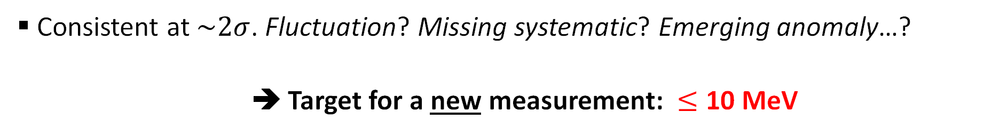 ▪ Consistent at ~2σ. Fluctuation? Missing systematic? Emerging anomaly...?
➔ Target for a new measurement: ≤ 10 MeV